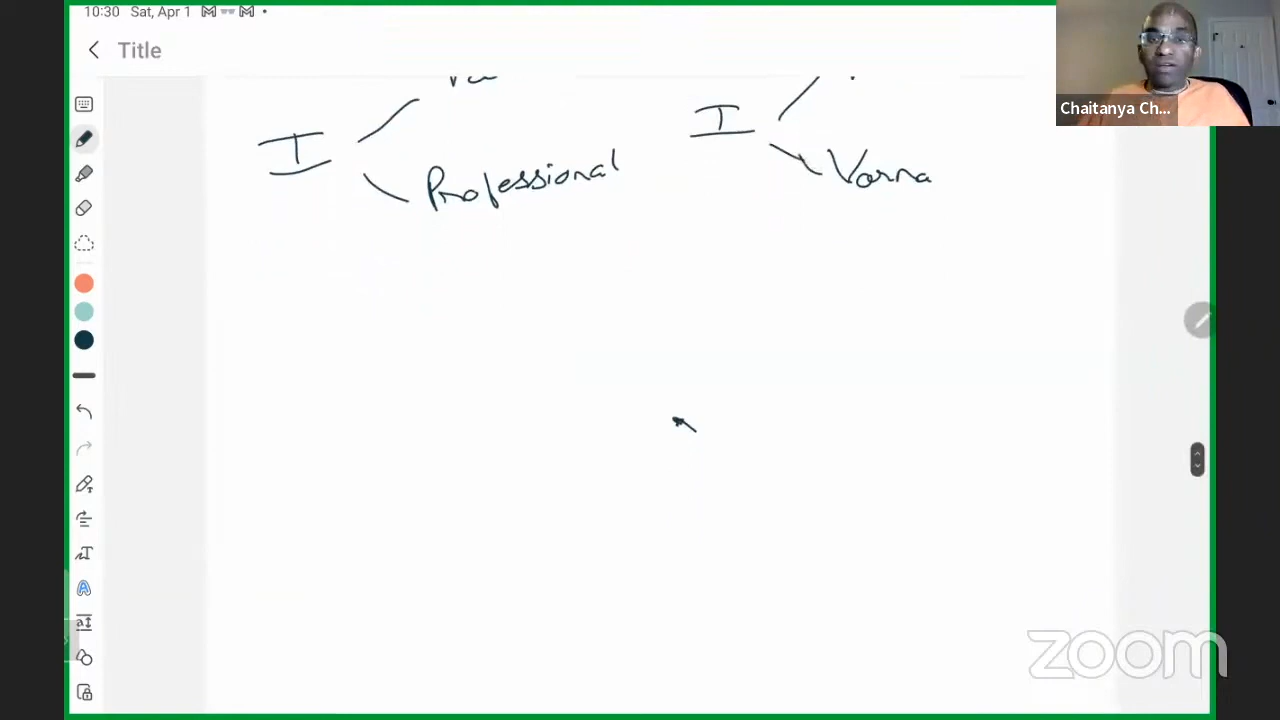 10:30 Sat, Apr 1
Title
Chaitanya Ch...
I
Professional
I
Varna
zoom